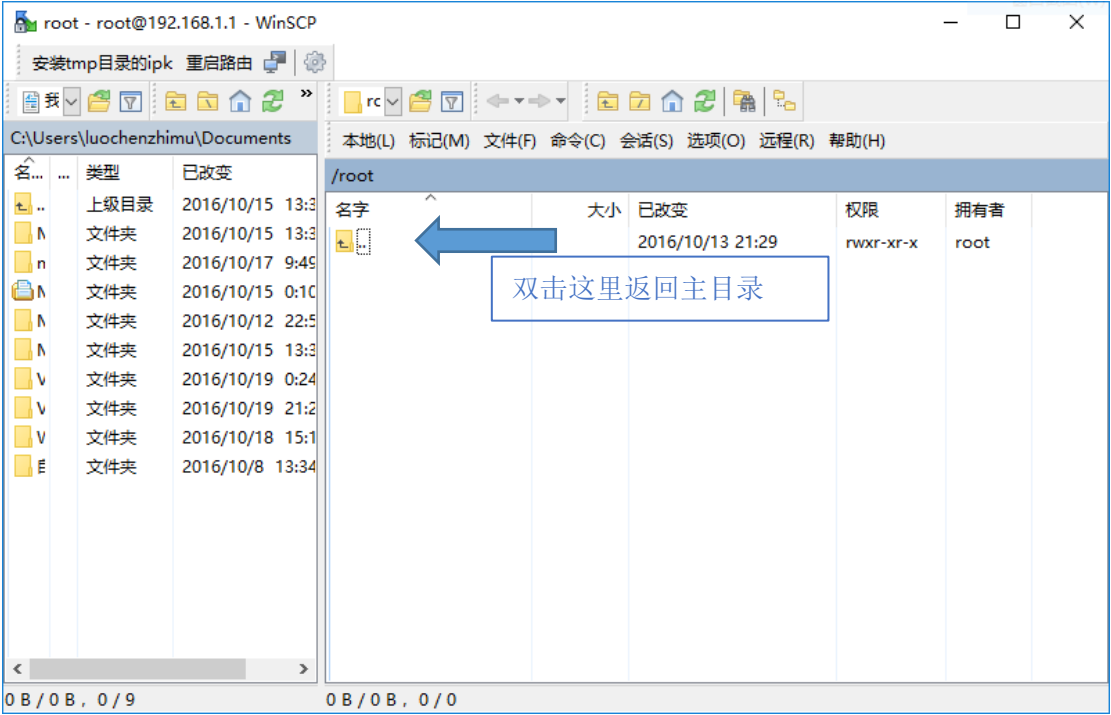 root - root@192.168.1.1 - WinSCP
安装tmp目录的ipk 重启路由
我 » rc
C:\Users\luochenzhimu\Documents
本地(L) 标记(M) 文件(F) 命令(C) 会话(S) 选项(O) 远程(R) 帮助(H)
/root
名... ... 类型 已改变
.. 上级目录 2016/10/15 13:3
N 文件夹 2016/10/15 13:3
n 文件夹 2016/10/17 9:49
N 文件夹 2016/10/15 0:10
N 文件夹 2016/10/12 22:5
N 文件夹 2016/10/15 13:3
V 文件夹 2016/10/19 0:24
V 文件夹 2016/10/19 21:2
W 文件夹 2016/10/18 15:1
文件夹 2016/10/8 13:34
0 B / 0 B, 0 / 9
名字 大小 已改变 权限 拥有者
.. 2016/10/13 21:29 rwxr-xr-x root
双击这里返回主目录
0 B / 0 B, 0 / 0